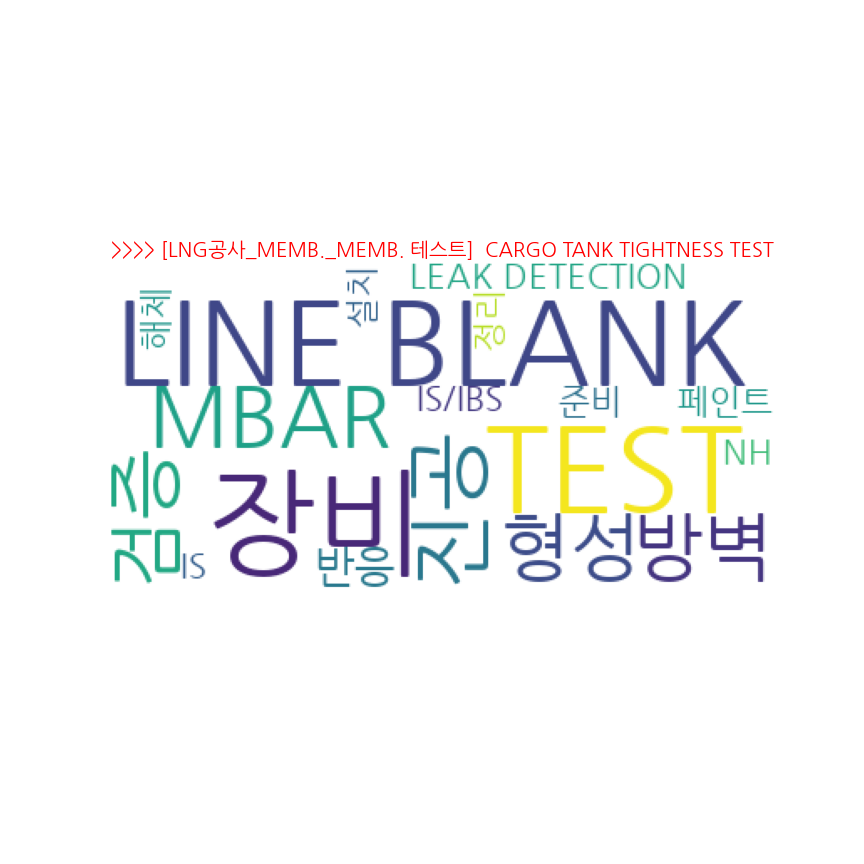 >>>> [LNG공사_MEMB._MEMB. 테스트]  CARGO TANK TIGHTNESS TEST
LEAK DETECTION
설치
해체
정리
LINE BLANK
MBAR
IS/IBS
준비
페인트
TEST
NH
검증
장비
진공
IS
반응
형성
방벽